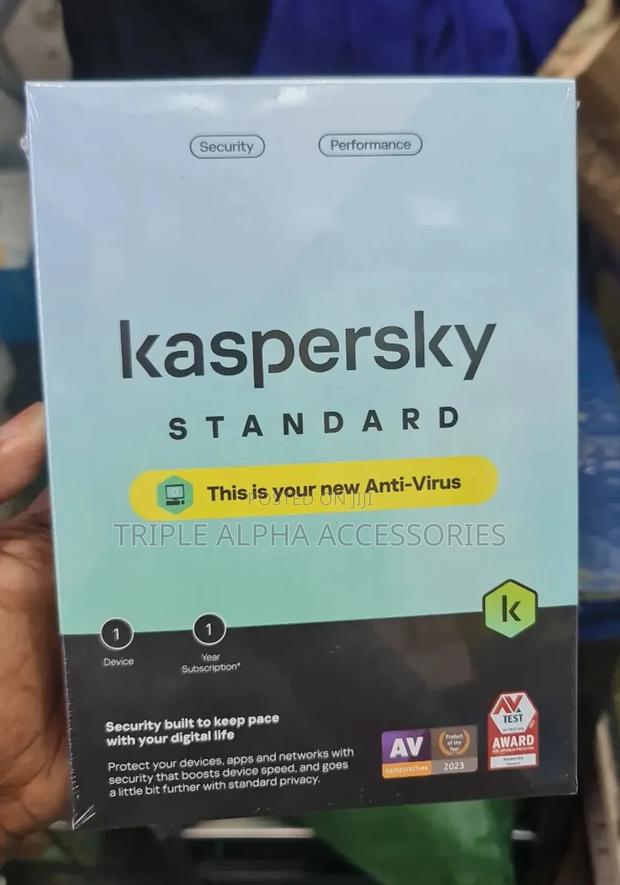 Security
Performance
kaspersky
STANDARD
This is your new Anti-Virus
POSTED ON JIJI
TRIPLE ALPHA ACCESSORIES
k
1
Device
1
Year
Subscription*
Security built to keep pace
with your digital life
Protect your devices, apps and networks with
security that boosts device speed, and goes
a little bit further with standard privacy.
AV
comparatives
Product
of the
Year
2023
AV
TEST
AWARD